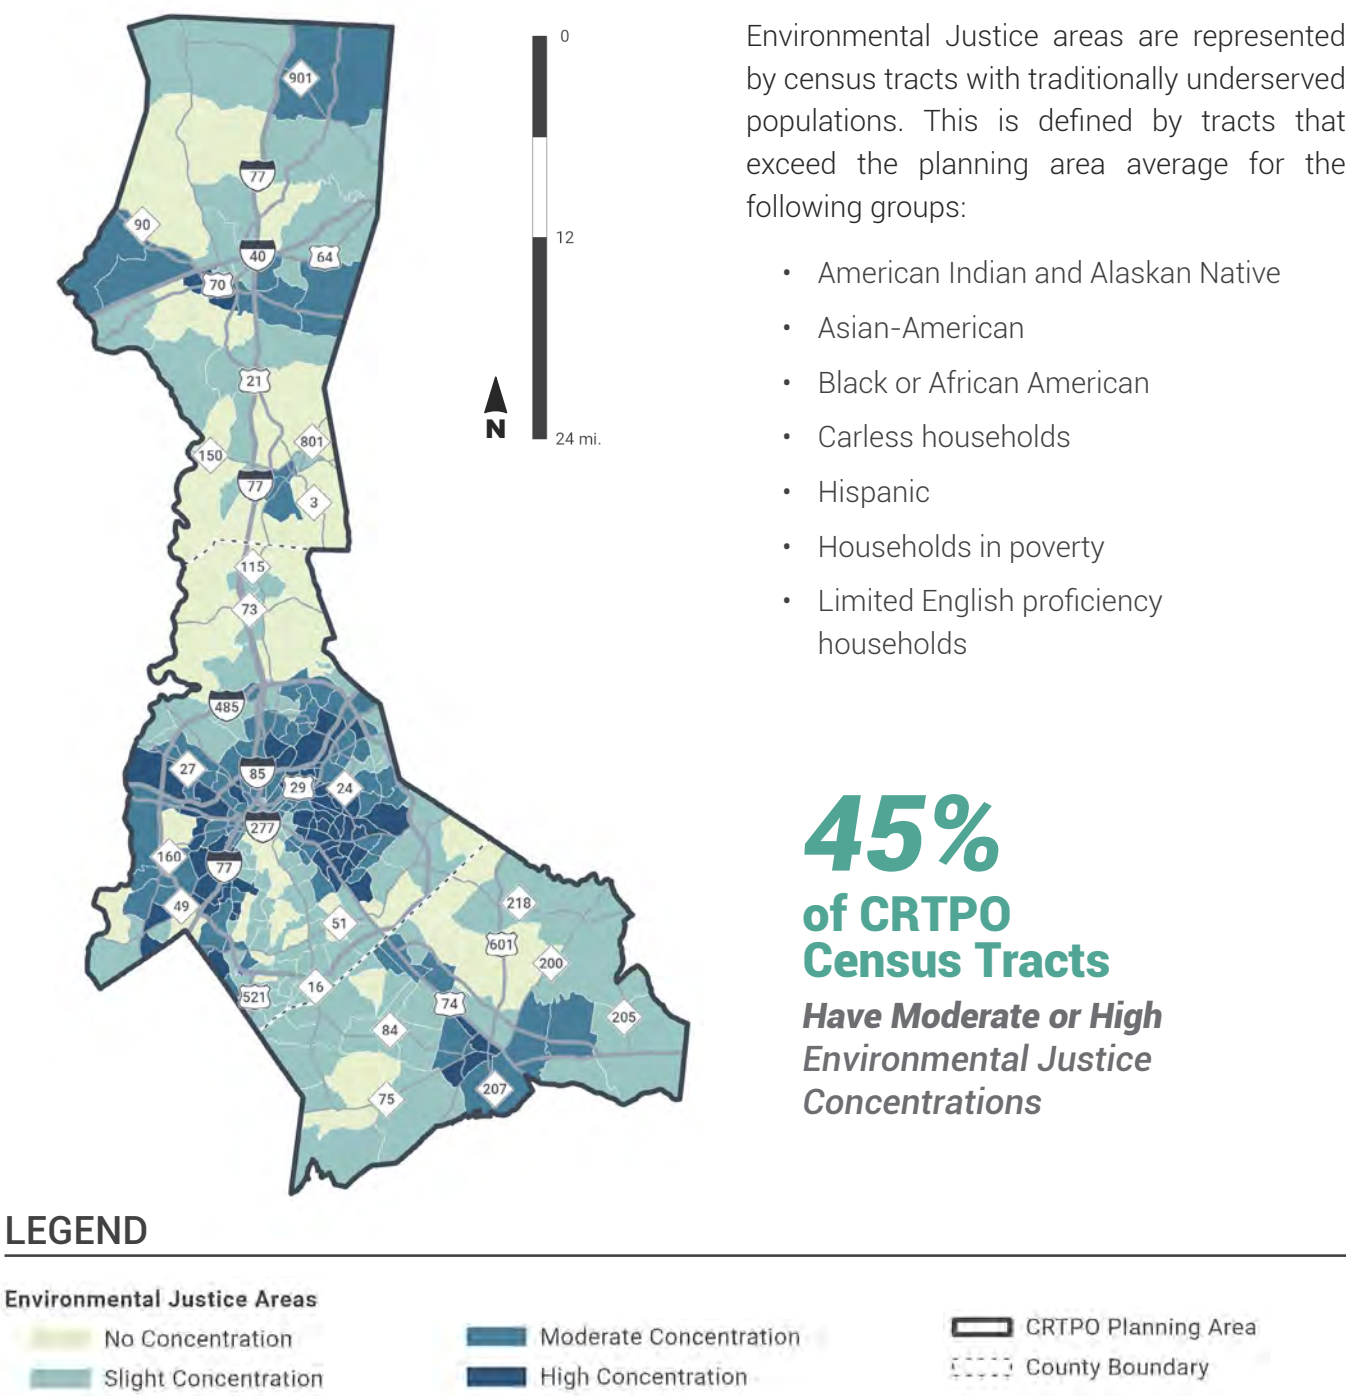 Environmental Justice areas are represented
by census tracts with traditionally underserved
populations. This is defined by tracts that
exceed the planning area average for the
following groups:
• American Indian and Alaskan Native
• Asian-American
• Black or African American
• Carless households
• Hispanic
• Households in poverty
• Limited English proficiency
households
45%
of CRTPO
Census Tracts
Have Moderate or High
Environmental Justice
Concentrations
0
12
24 mi.
N
901
77
90
40
64
70
21
801
150
77
3
115
73
485
27
85
29
24
277
160
77
49
51
218
601
200
16
521
74
84
205
75
207
LEGEND
Environmental Justice Areas
No Concentration
Slight Concentration
Moderate Concentration
High Concentration
CRTPO Planning Area
County Boundary